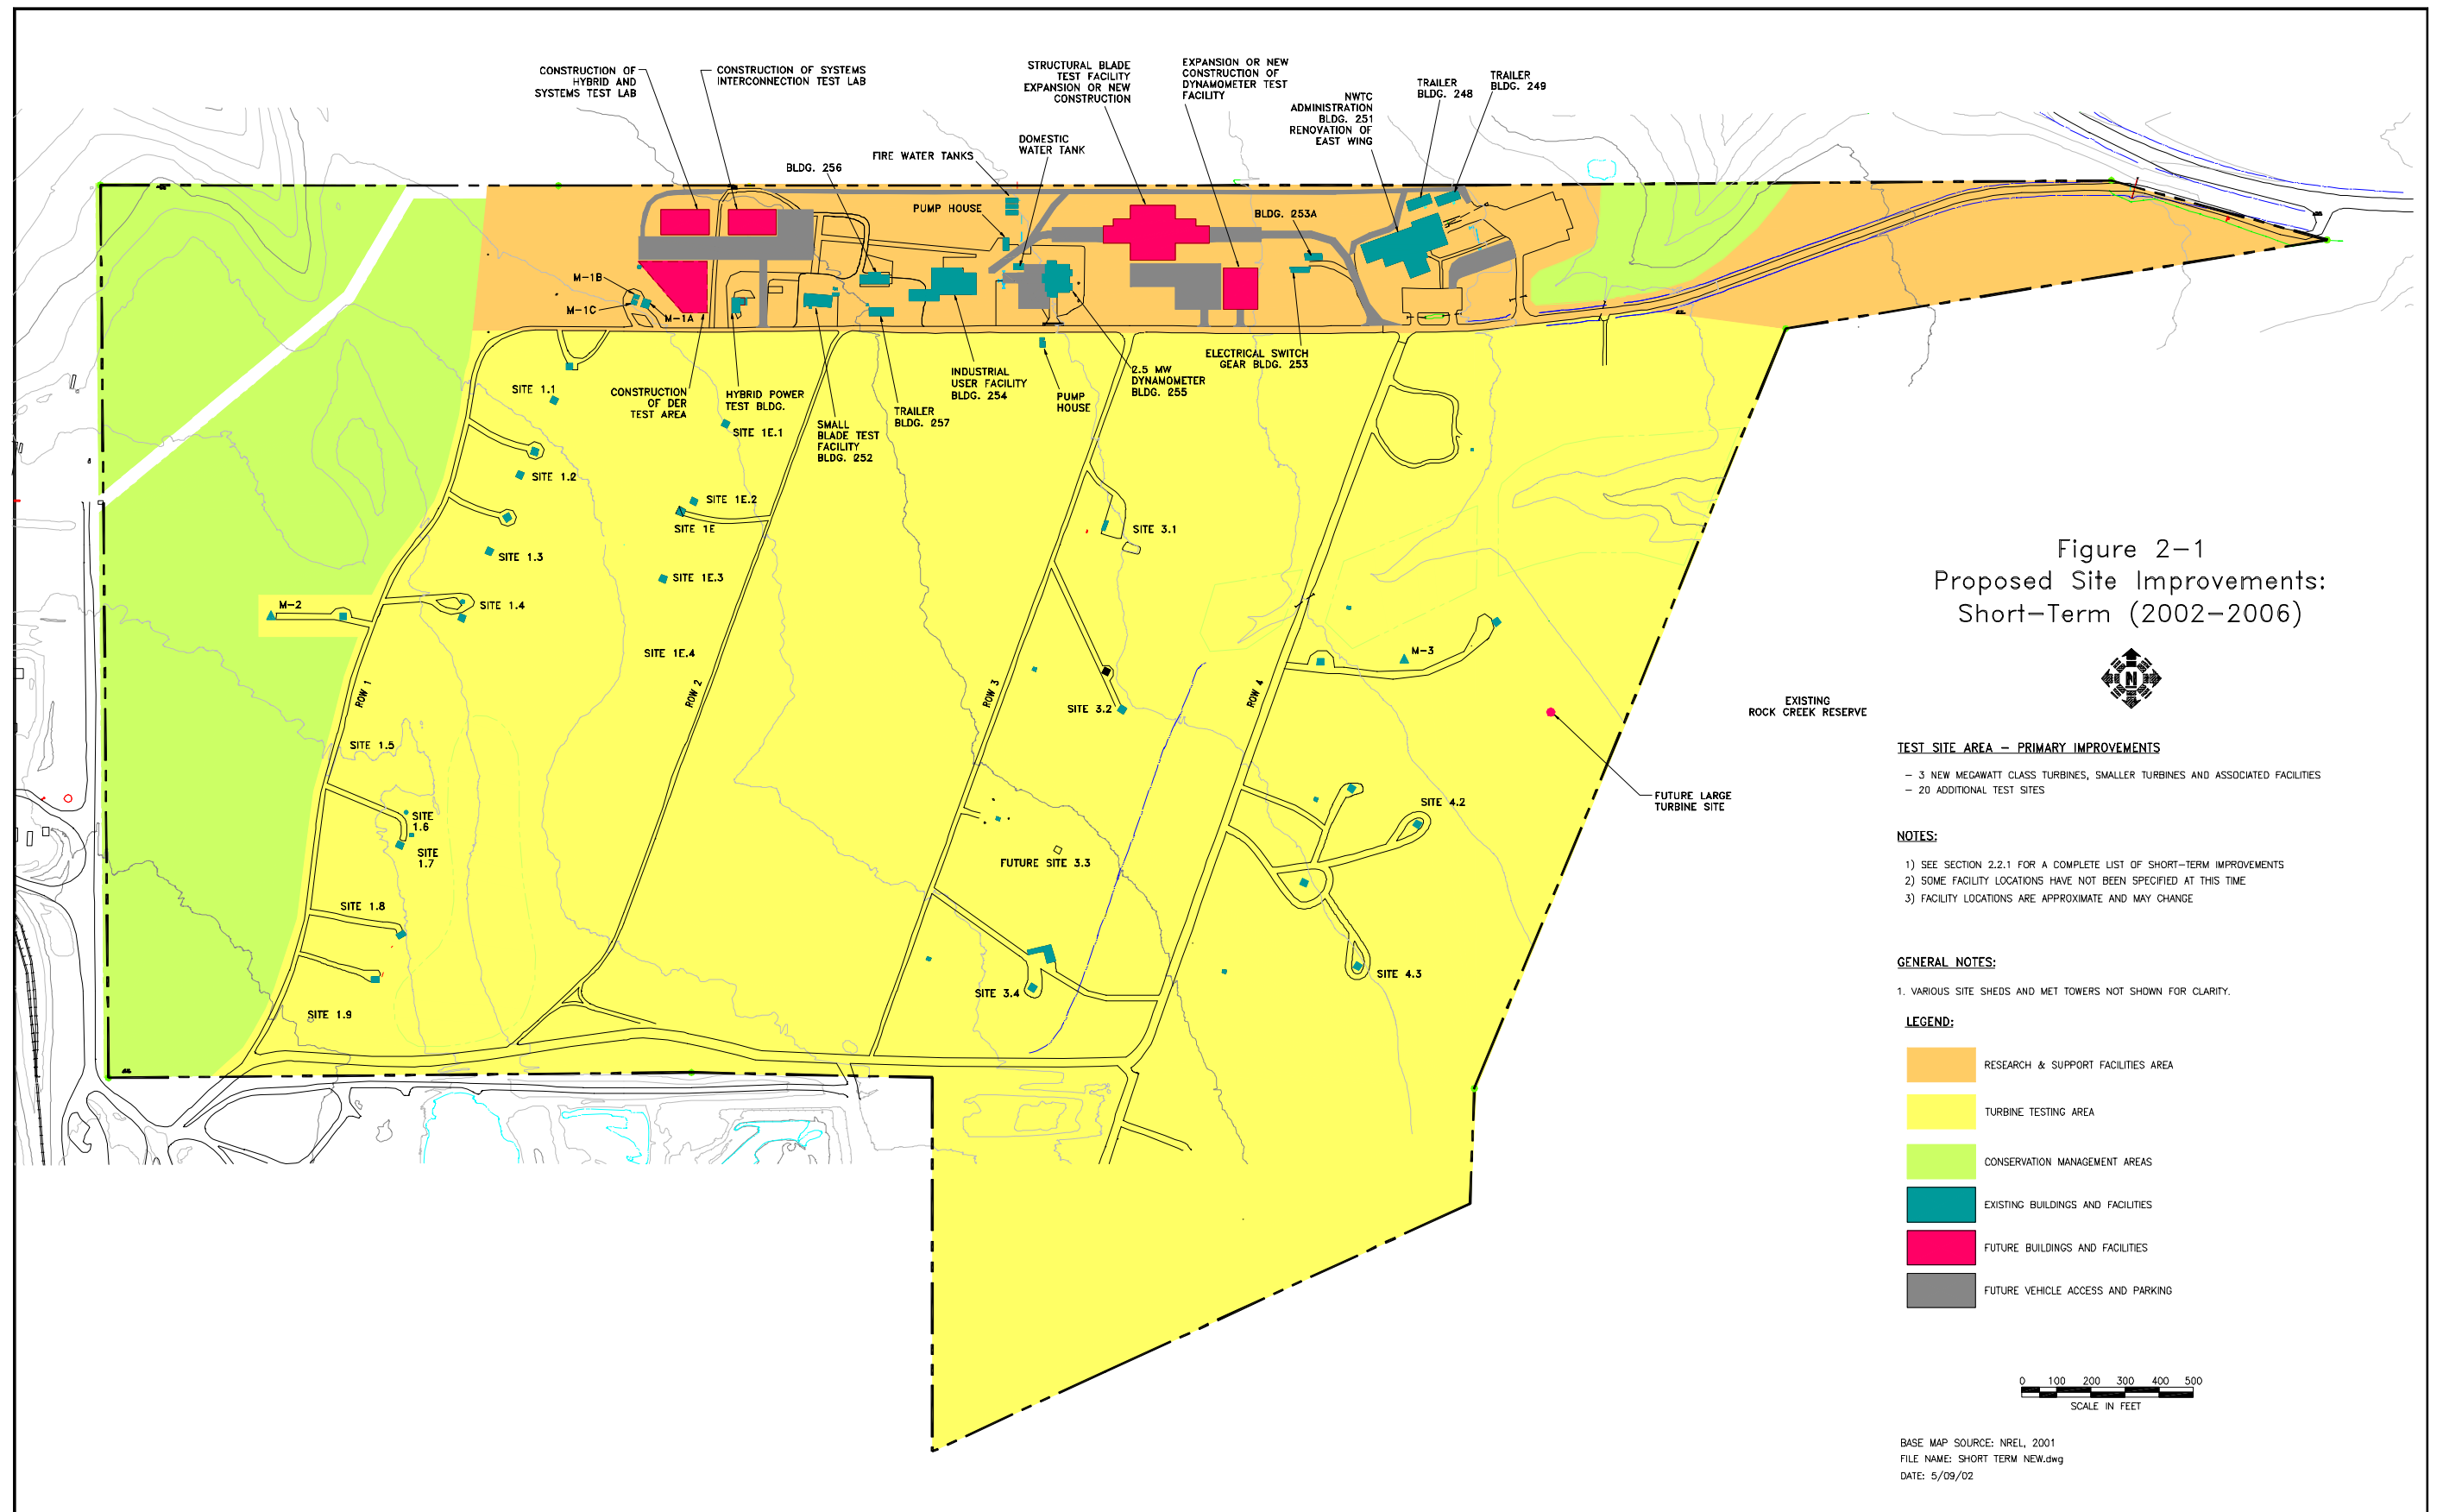 CONSTRUCTION OF
HYBRID AND
SYSTEMS TEST LAB
CONSTRUCTION OF SYSTEMS
INTERCONNECTION TEST LAB
STRUCTURAL BLADE
TEST FACILITY
EXPANSION OR NEW
CONSTRUCTION
EXPANSION OR NEW
CONSTRUCTION OF
DYNAMOMETER TEST
FACILITY
NWTC
ADMINISTRATION
BLDG. 251
RENOVATION OF
EAST WING
TRAILER
BLDG. 248
TRAILER
BLDG. 249
BLDG. 256
FIRE WATER TANKS
DOMESTIC
WATER TANK
PUMP HOUSE
BLDG. 253A
M-1B
M-1C
M-1A
SITE 1.1
CONSTRUCTION
OF DER
TEST AREA
HYBRID POWER
TEST BLDG.
SITE 1E.1
SMALL
BLADE TEST
FACILITY
BLDG. 252
TRAILER
BLDG. 257
INDUSTRIAL
USER FACILITY
BLDG. 254
PUMP
HOUSE
2.5 MW
DYNAMOMETER
BLDG. 255
ELECTRICAL SWITCH
GEAR BLDG. 253
SITE 1.2
SITE 1E.2
SITE 1E
SITE 3.1
SITE 1.3
SITE 1E.3
M-2
SITE 1.4
SITE 1E.4
M-3
ROW 1
ROW 2
ROW 3
ROW 4
SITE 3.2
SITE 1.5
EXISTING
ROCK CREEK RESERVE
FUTURE LARGE
TURBINE SITE
SITE
1.6
SITE
1.7
SITE 4.2
FUTURE SITE 3.3
SITE 1.8
SITE 4.3
SITE 3.4
SITE 1.9
Figure 2-1
Proposed Site Improvements:
Short-Term (2002-2006)
N
TEST SITE AREA - PRIMARY IMPROVEMENTS
- 3 NEW MEGAWATT CLASS TURBINES, SMALLER TURBINES AND ASSOCIATED FACILITIES
- 20 ADDITIONAL TEST SITES
NOTES:
1) SEE SECTION 2.2.1 FOR A COMPLETE LIST OF SHORT-TERM IMPROVEMENTS
2) SOME FACILITY LOCATIONS HAVE NOT BEEN SPECIFIED AT THIS TIME
3) FACILITY LOCATIONS ARE APPROXIMATE AND MAY CHANGE
GENERAL NOTES:
1. VARIOUS SITE SHEDS AND MET TOWERS NOT SHOWN FOR CLARITY.
LEGEND:
RESEARCH & SUPPORT FACILITIES AREA
TURBINE TESTING AREA
CONSERVATION MANAGEMENT AREAS
EXISTING BUILDINGS AND FACILITIES
FUTURE BUILDINGS AND FACILITIES
FUTURE VEHICLE ACCESS AND PARKING
0 100 200 300 400 500
SCALE IN FEET
BASE MAP SOURCE: NREL, 2001
FILE NAME: SHORT TERM NEW.dwg
DATE: 5/09/02